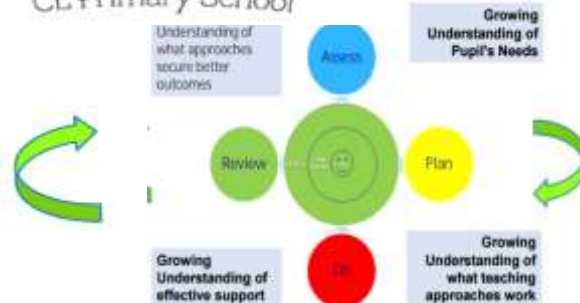 CE Primary School
Growing
Understanding of
Pupil's Needs
Understanding of
what approaches
secure better
outcomes
Assess
Review
Plan
Do
Growing
Understanding of
effective support
Growing
Understanding of
what teaching
approaches work